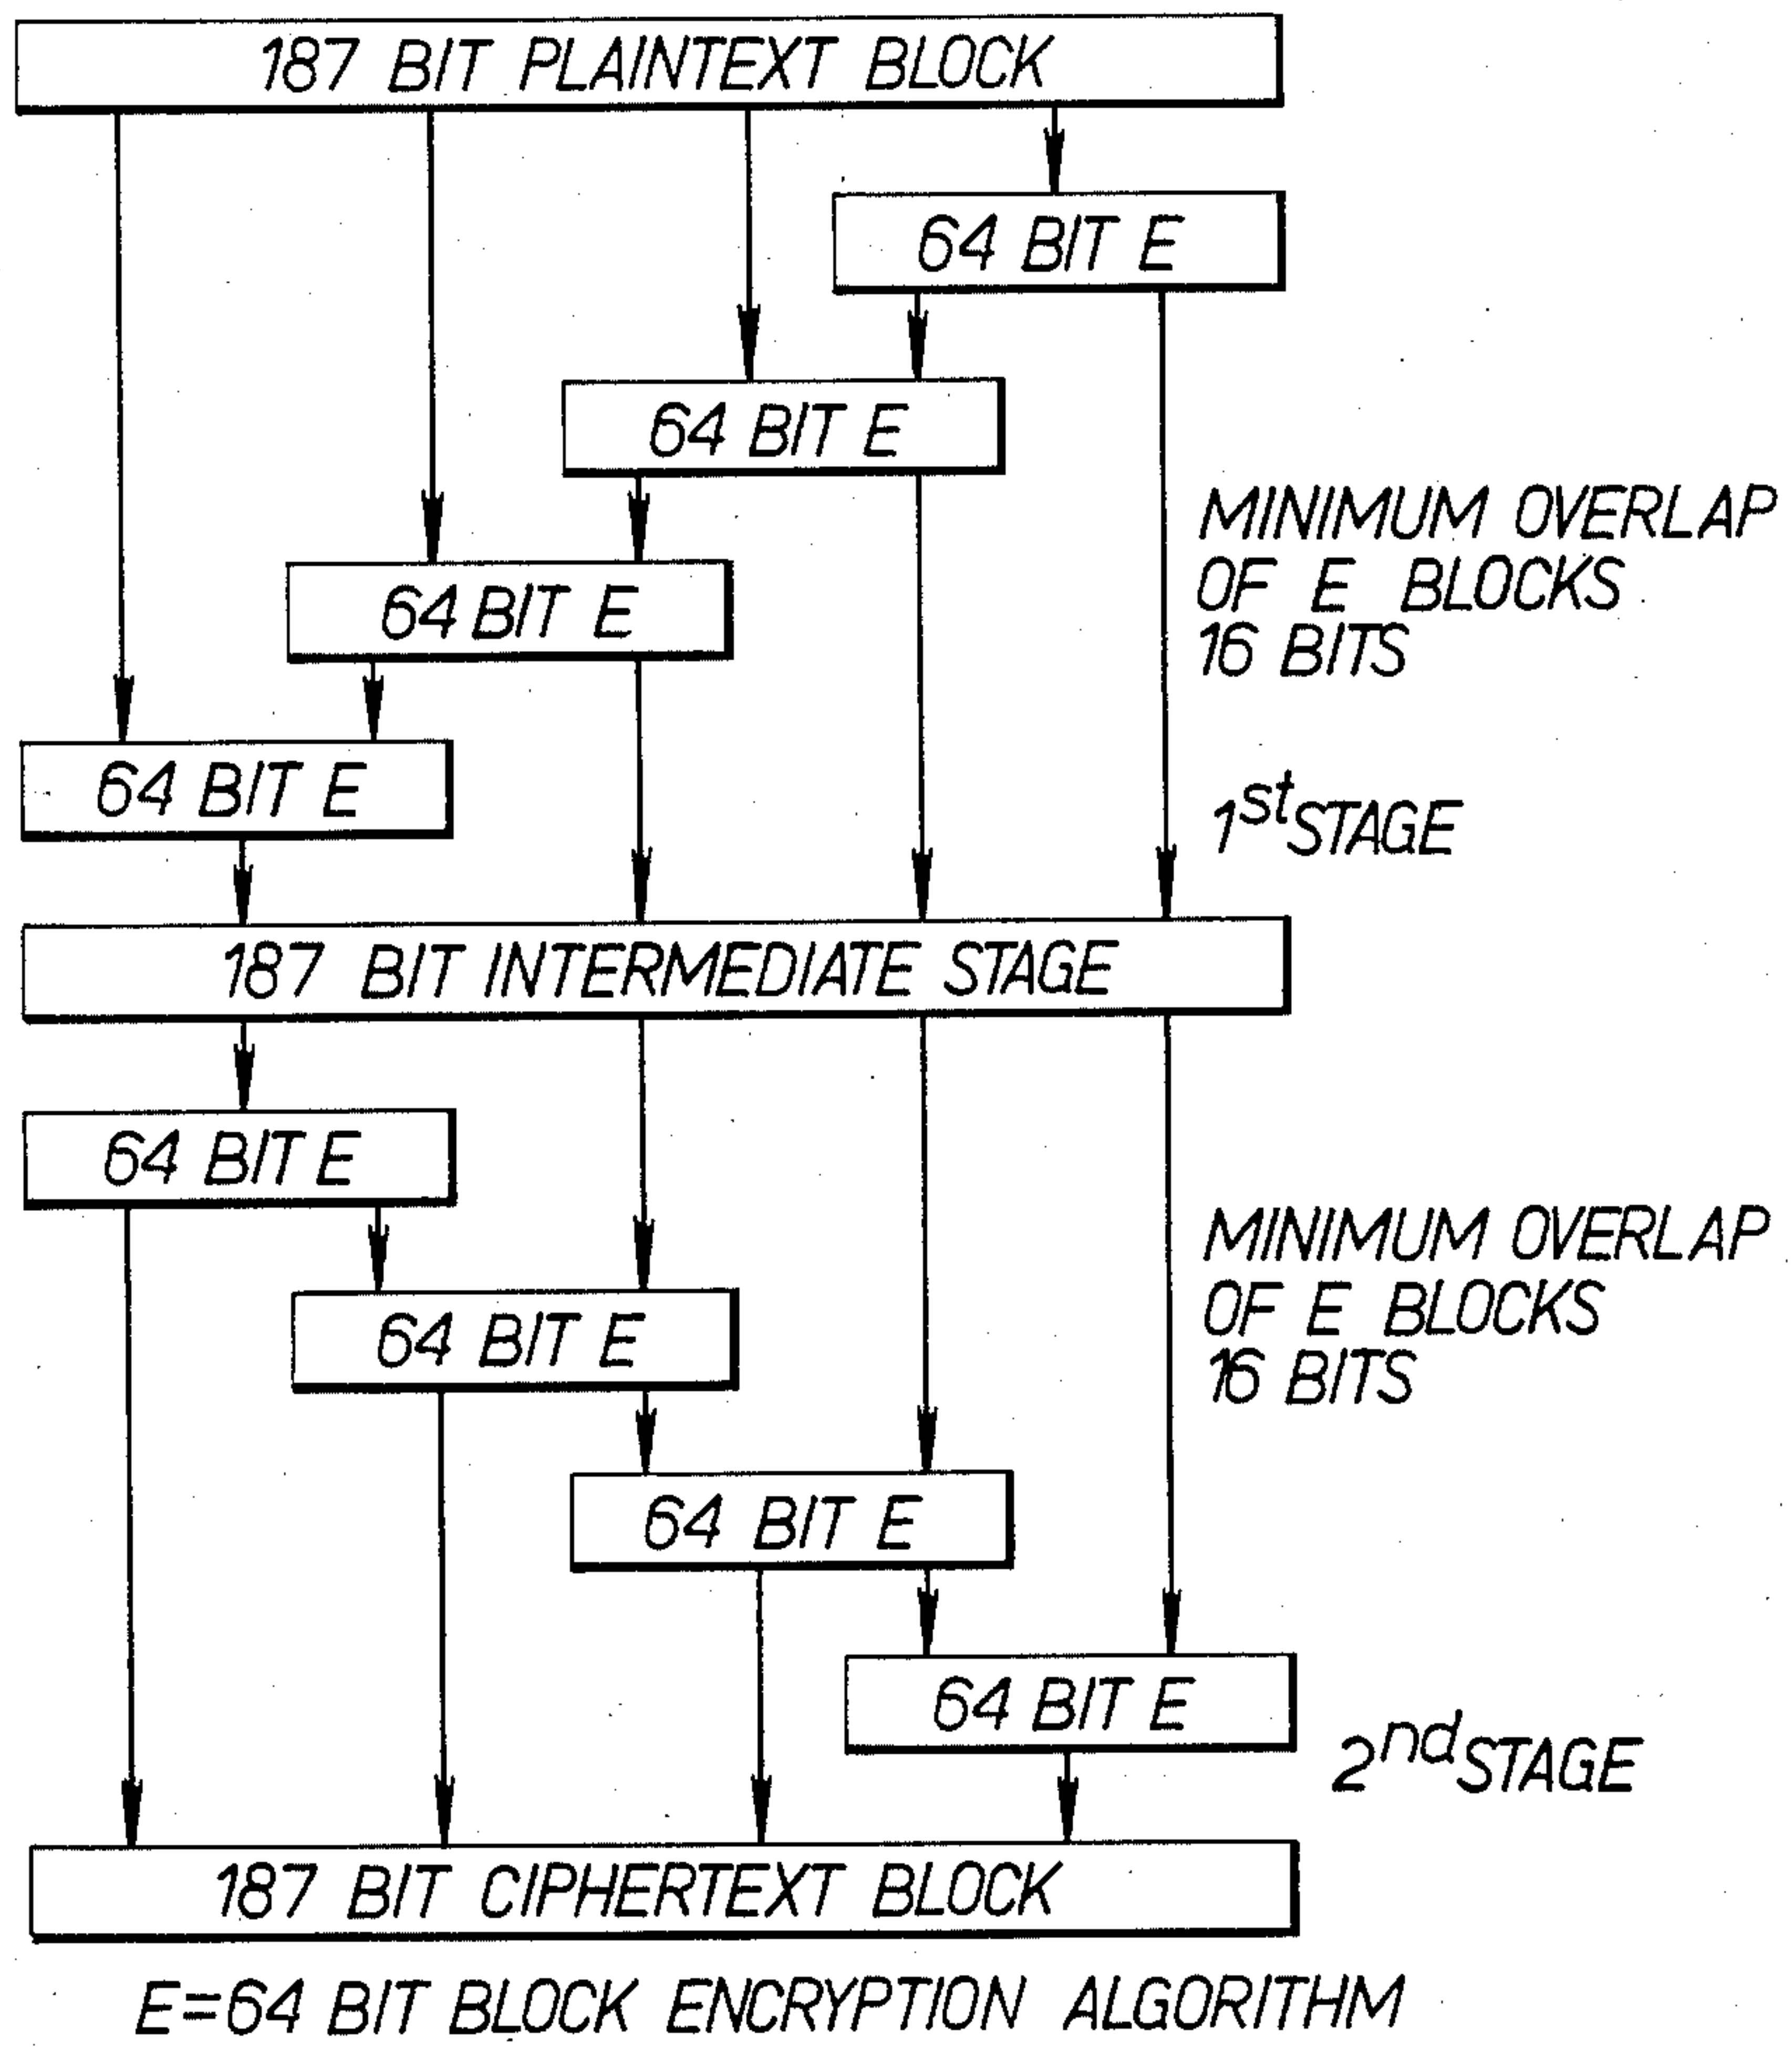 187 BIT PLAINTEXT BLOCK
64 BIT E
64 BIT E
64 BIT E
MINIMUM OVERLAP
OF E BLOCKS
16 BITS
64 BIT E
1st STAGE
187 BIT INTERMEDIATE STAGE
64 BIT E
64 BIT E
MINIMUM OVERLAP
OF E BLOCKS
16 BITS
64 BIT E
64 BIT E
2nd STAGE
187 BIT CIPHERTEXT BLOCK
E=64 BIT BLOCK ENCRYPTION ALGORITHM